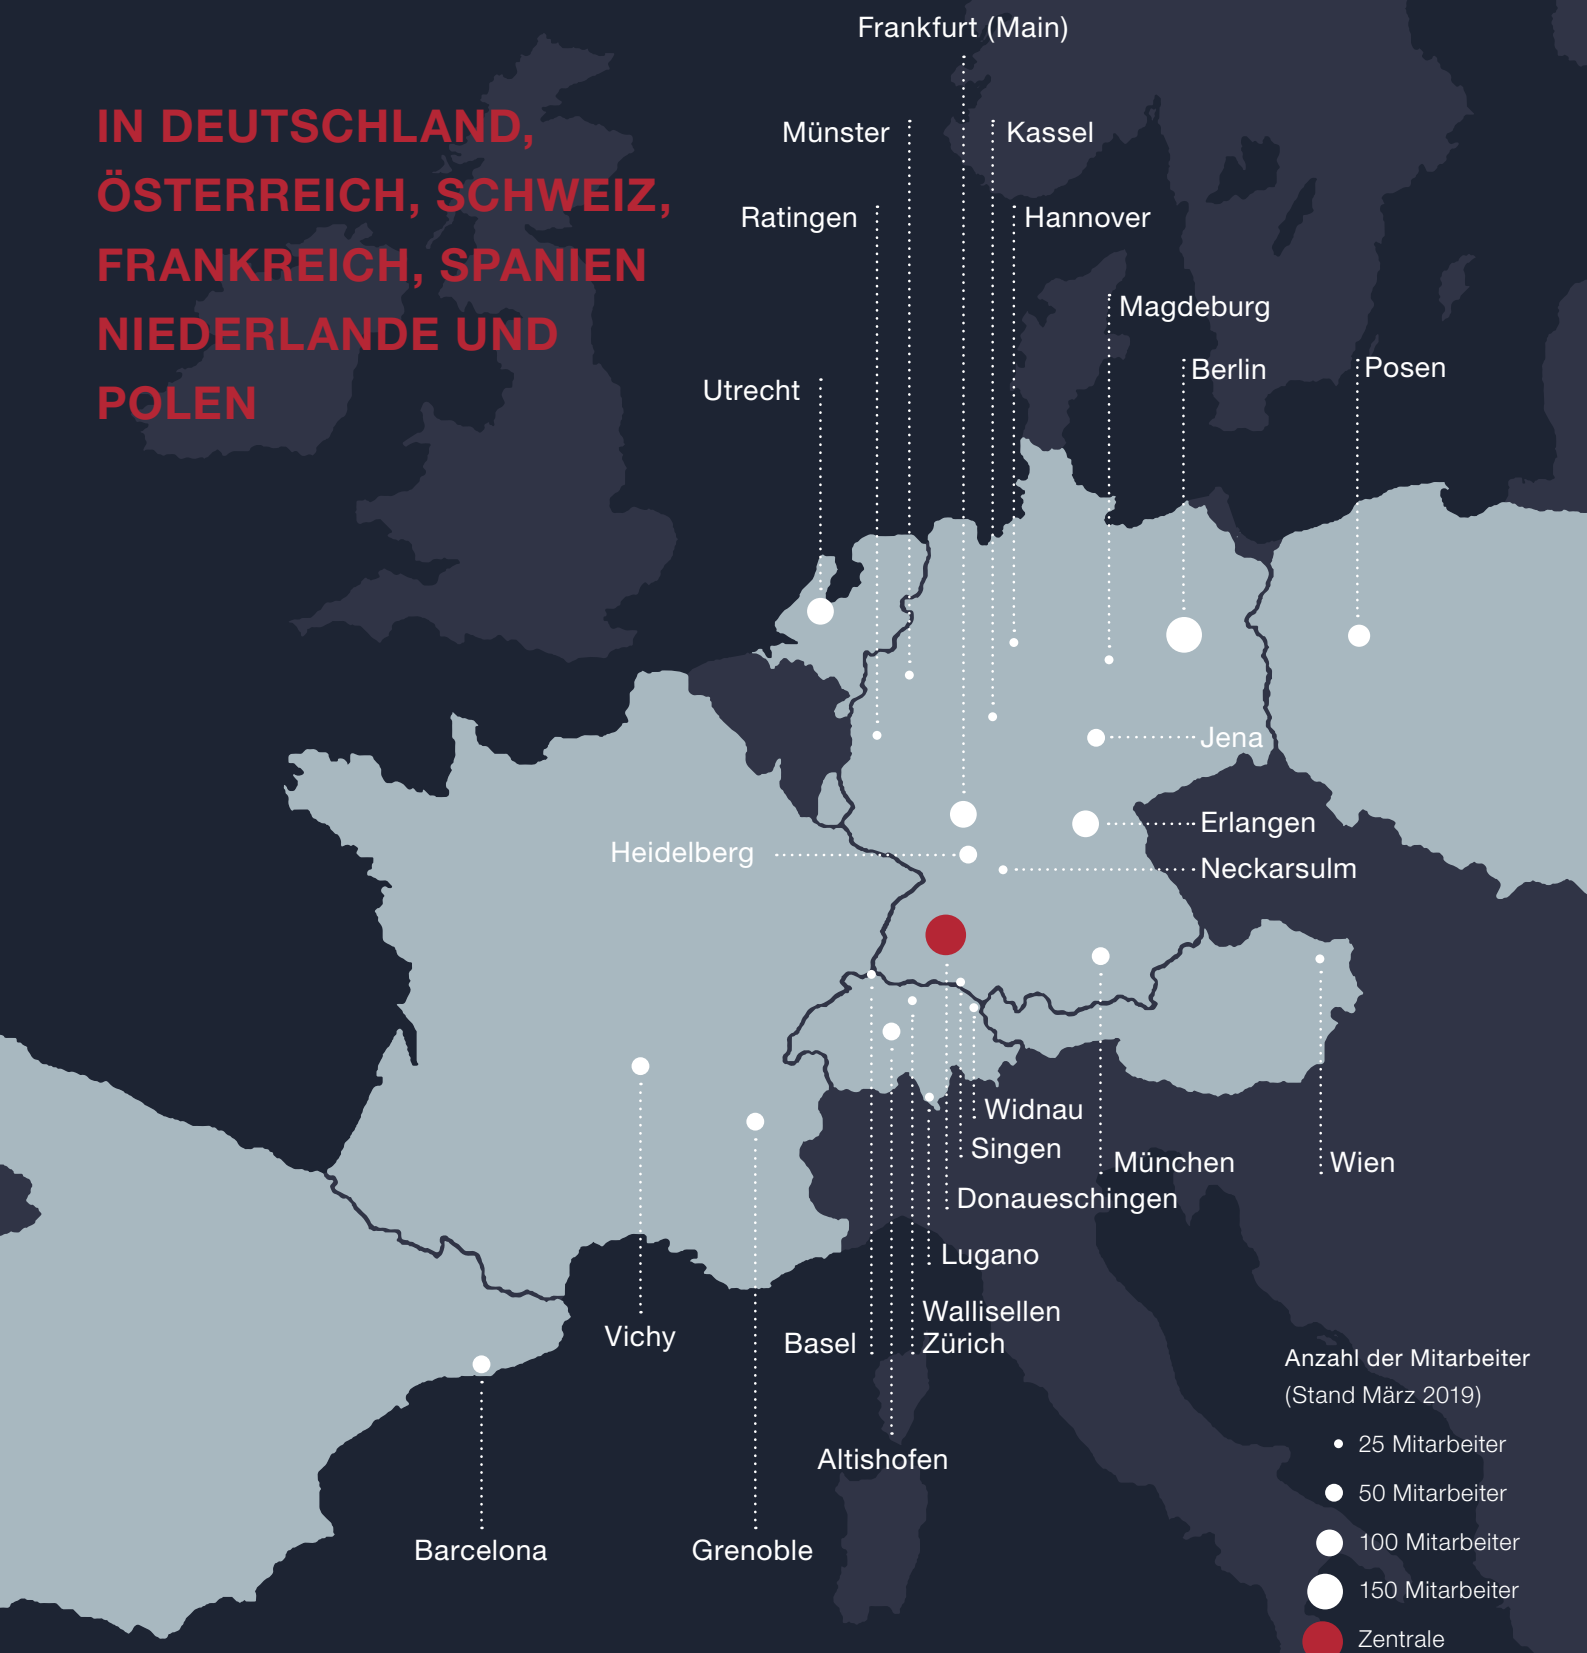 IN DEUTSCHLAND,
ÖSTERREICH, SCHWEIZ,
FRANKREICH, SPANIEN
NIEDERLANDE UND
POLEN
Frankfurt (Main)
Münster
Kassel
Ratingen
Hannover
Magdeburg
Berlin
Posen
Utrecht
Jena
Erlangen
Heidelberg
Neckarsulm
Widnau
Singen
München
Wien
Donaueschingen
Lugano
Wallisellen
Zürich
Basel
Vichy
Altishofen
Barcelona
Grenoble
Anzahl der Mitarbeiter
(Stand März 2019)
25 Mitarbeiter
50 Mitarbeiter
100 Mitarbeiter
150 Mitarbeiter
Zentrale